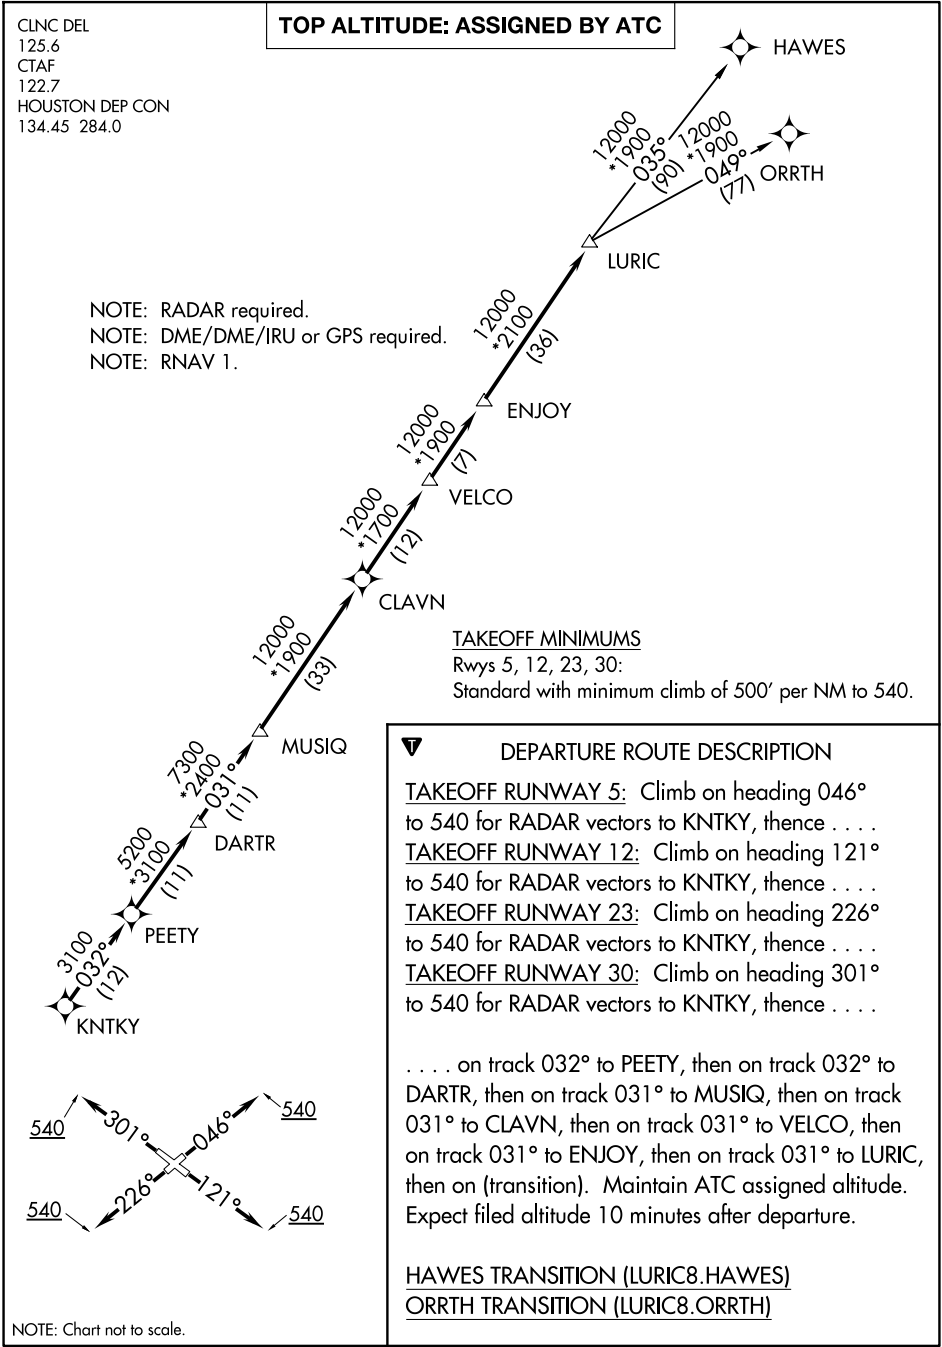 CLNC DEL
125.6
CTAF
122.7
HOUSTON DEP CON
134.45 284.0
TOP ALTITUDE: ASSIGNED BY ATC
HAWES
12000
*1900
035°
(90)
12000
*1900
049°
(77)
ORRTH
LURIC
NOTE: RADAR required.
NOTE: DME/DME/IRU or GPS required.
NOTE: RNAV 1.
12000
*2100
(36)
ENJOY
12000
*1900
(7)
VELCO
12000
*1700
(12)
CLAVN
12000
*1900
(33)
TAKEOFF MINIMUMS
Rwys 5, 12, 23, 30:
Standard with minimum climb of 500' per NM to 540.
MUSIQ
7300
*2400
031°
(11)
DARTR
5200
*3100
(11)
PEETY
3100
032°
(12)
KNTKY
540
301°
046°
540
540
226°
121°
540
NOTE: Chart not to scale.
T
DEPARTURE ROUTE DESCRIPTION
TAKEOFF RUNWAY 5: Climb on heading 046°
to 540 for RADAR vectors to KNTKY, thence . . . .
TAKEOFF RUNWAY 12: Climb on heading 121°
to 540 for RADAR vectors to KNTKY, thence . . . .
TAKEOFF RUNWAY 23: Climb on heading 226°
to 540 for RADAR vectors to KNTKY, thence . . . .
TAKEOFF RUNWAY 30: Climb on heading 301°
to 540 for RADAR vectors to KNTKY, thence . . . .
. . . . on track 032° to PEETY, then on track 032° to
DARTR, then on track 031° to MUSIQ, then on track
031° to CLAVN, then on track 031° to VELCO, then
on track 031° to ENJOY, then on track 031° to LURIC,
then on (transition). Maintain ATC assigned altitude.
Expect filed altitude 10 minutes after departure.
HAWES TRANSITION (LURIC8.HAWES)
ORRTH TRANSITION (LURIC8.ORRTH)